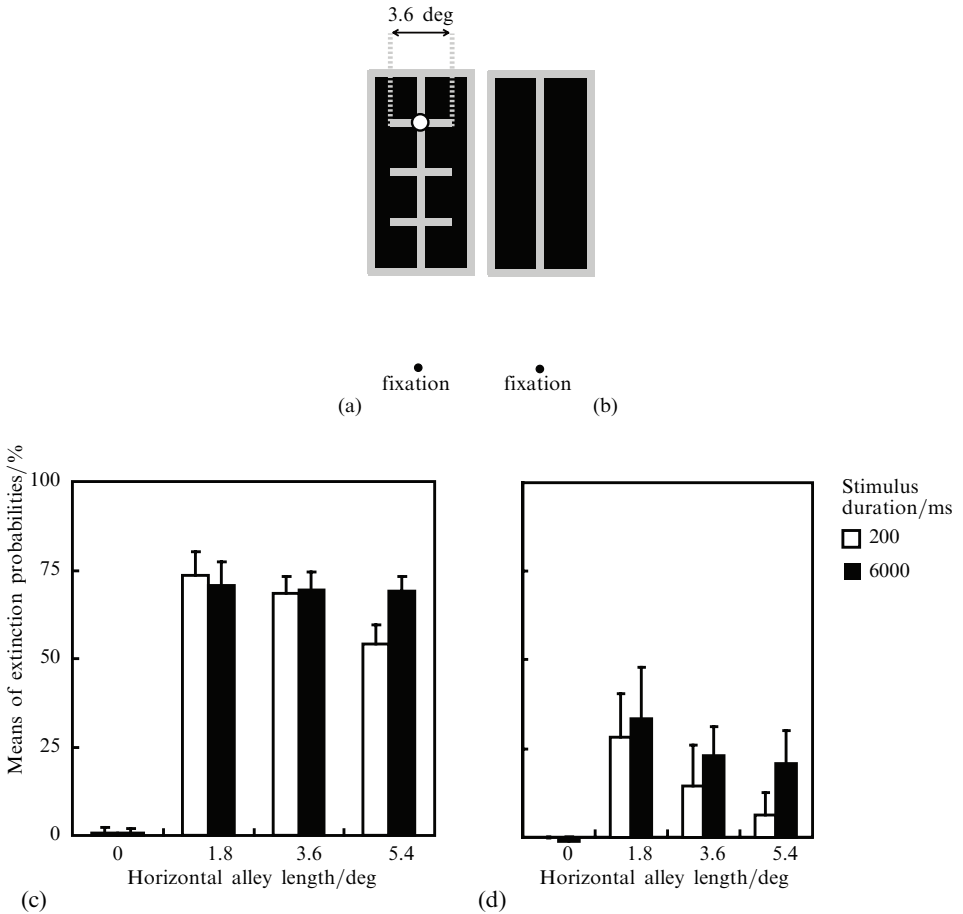 3.6 deg
fixation
fixation
(a)
(b)
Means of extinction probabilities/%
100
75
50
25
0
0
1.8
3.6
5.4
Horizontal alley length/deg
(c)
0
1.8
3.6
5.4
Horizontal alley length/deg
(d)
Stimulus
duration/ms
200
6000